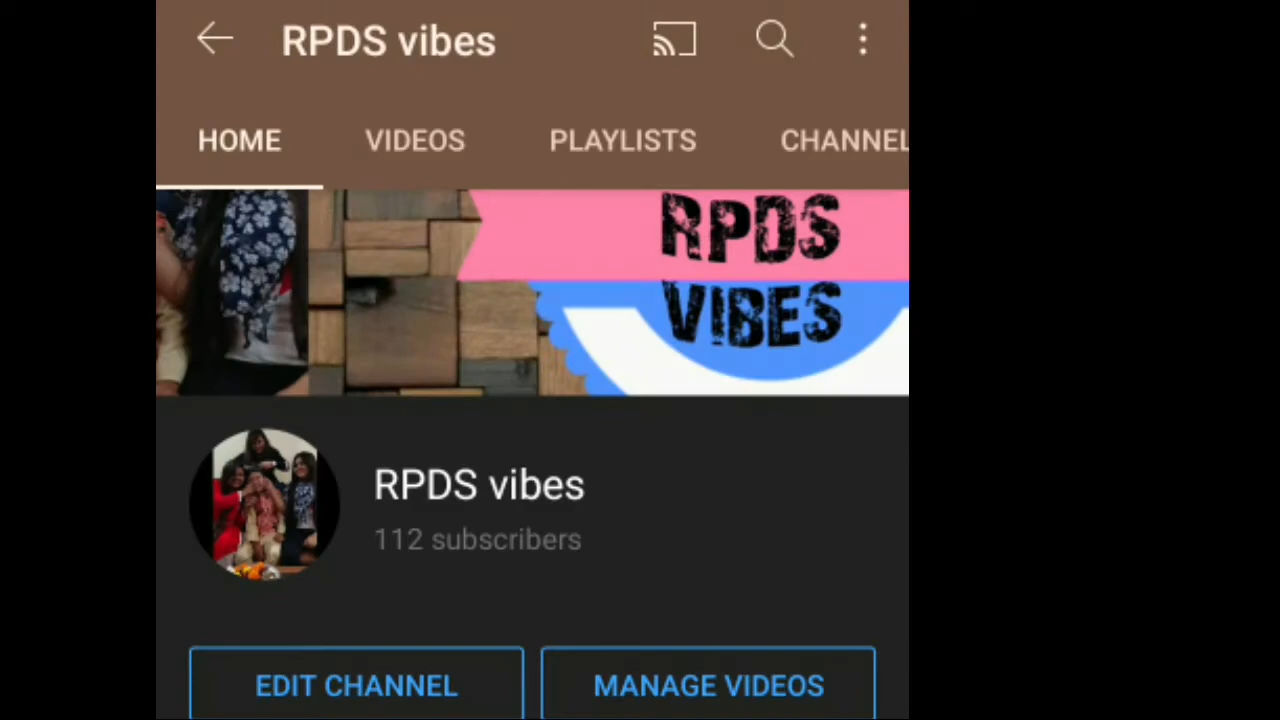 RPDS vibes
HOME VIDEOS PLAYLISTS CHANNEL
RPDS
VIBES
RPDS vibes
112 subscribers
EDIT CHANNEL MANAGE VIDEOS